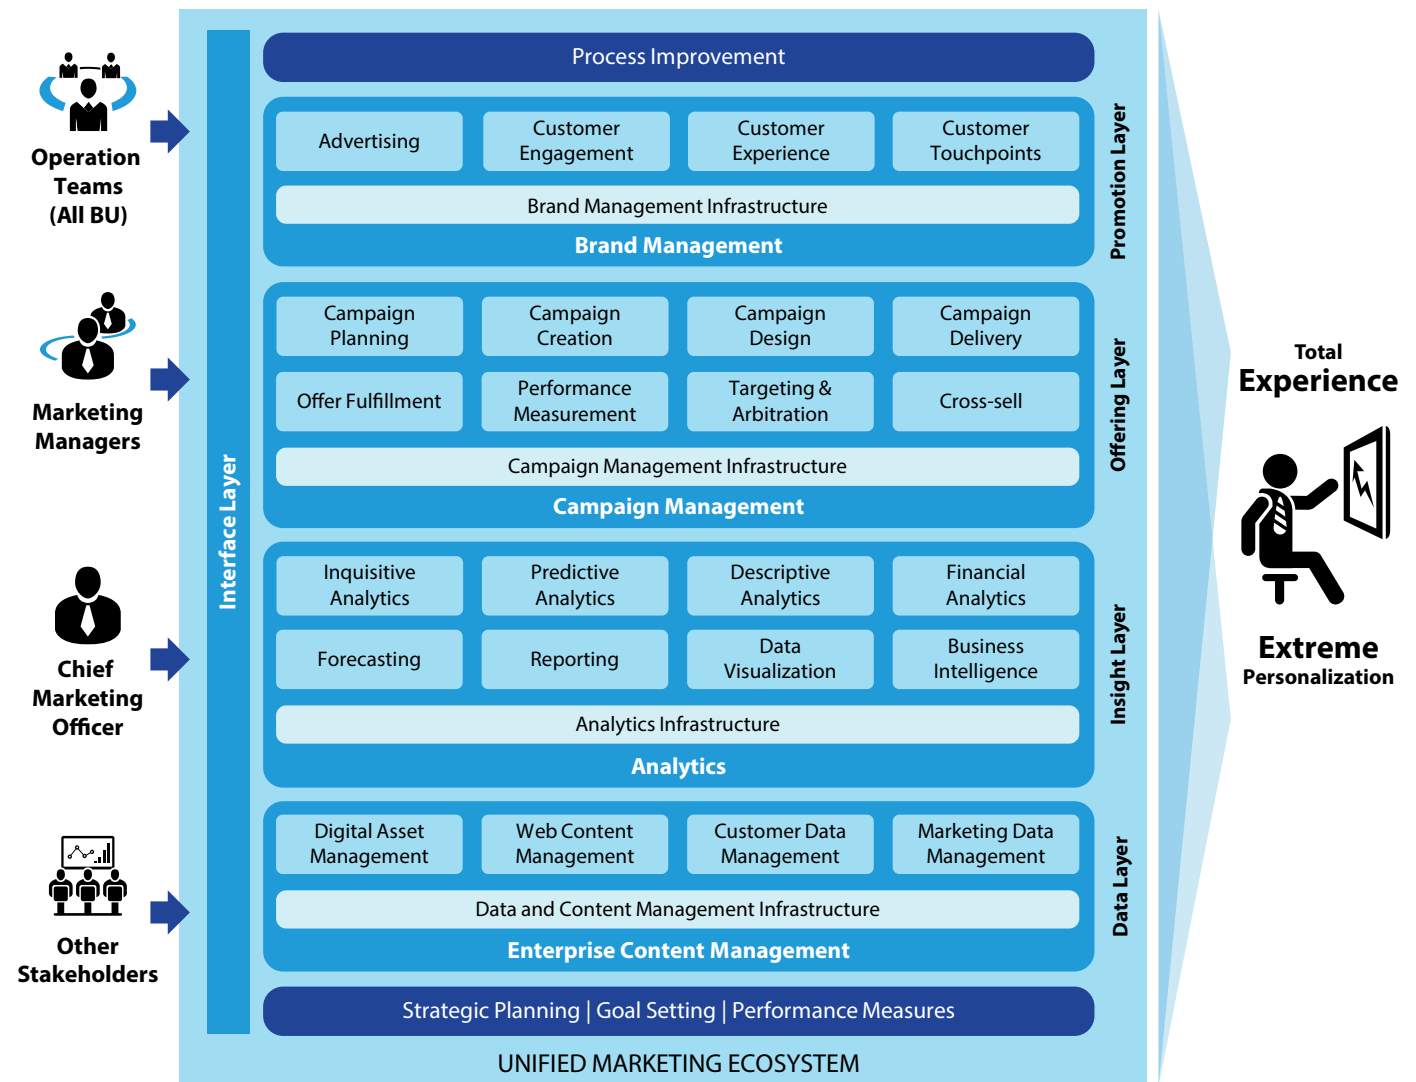 Operation
Teams
(All BU)
Marketing
Managers
Chief
Marketing
Officer
Other
Stakeholders
Interface Layer
Process Improvement
Advertising
Customer
Engagement
Customer
Experience
Customer
Touchpoints
Brand Management Infrastructure
Brand Management
Promotion Layer
Campaign
Planning
Campaign
Creation
Campaign
Design
Campaign
Delivery
Offer Fulfillment
Performance
Measurement
Targeting &
Arbitration
Cross-sell
Campaign Management Infrastructure
Campaign Management
Offering Layer
Inquisitive
Analytics
Predictive
Analytics
Descriptive
Analytics
Financial
Analytics
Forecasting
Reporting
Data
Visualization
Business
Intelligence
Analytics Infrastructure
Analytics
Insight Layer
Digital Asset
Management
Web Content
Management
Customer Data
Management
Marketing Data
Management
Data and Content Management Infrastructure
Enterprise Content Management
Data Layer
Strategic Planning | Goal Setting | Performance Measures
UNIFIED MARKETING ECOSYSTEM
Total
Experience
Extreme
Personalization